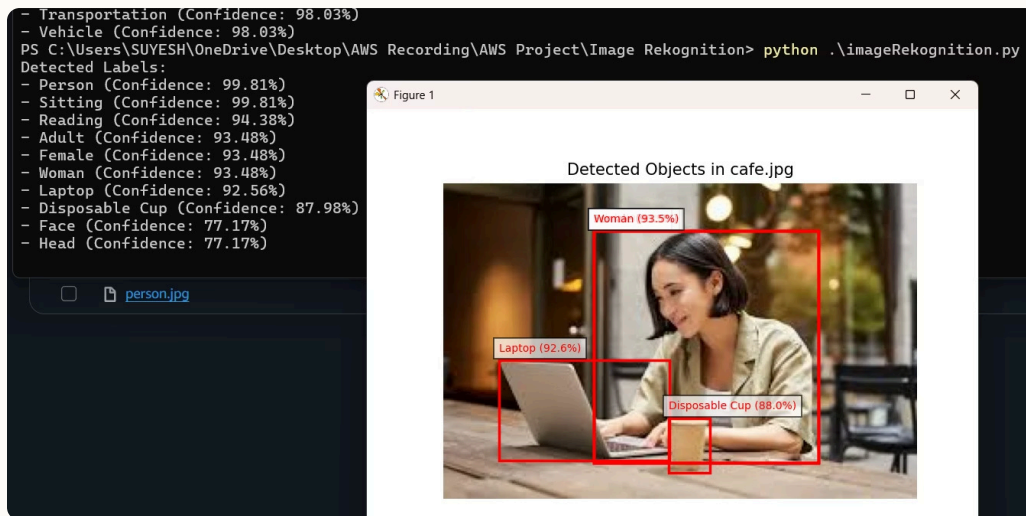 - Transportation (Confidence: 98.03%)
- Vehicle (Confidence: 98.03%)
PS C:\Users\SUYESH\OneDrive\Desktop\AWS Recording\AWS Project\Image Rekognition> python .\imageRekognition.py
Detected Labels:
- Person (Confidence: 99.81%)
- Sitting (Confidence: 99.81%)
- Reading (Confidence: 94.38%)
- Adult (Confidence: 93.48%)
- Female (Confidence: 93.48%)
- Woman (Confidence: 93.48%)
- Laptop (Confidence: 92.56%)
- Disposable Cup (Confidence: 87.98%)
- Face (Confidence: 77.17%)
- Head (Confidence: 77.17%)
person.jpg
Figure 1
Detected Objects in cafe.jpg
Woman (93.5%)
Laptop (92.6%)
Disposable Cup (88.0%)